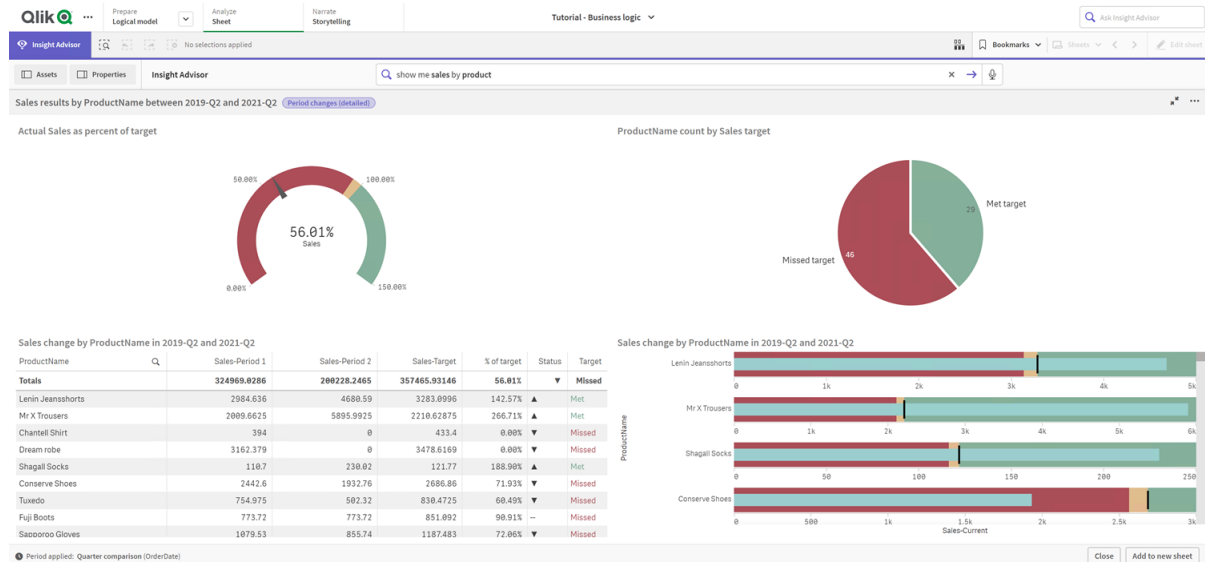 Qlik
Prepare
Logical model
Analyze
Sheet
Narrate
Storytelling
Tutorial - Business logic
Ask Insight Advisor
Insight Advisor
No selections applied
Bookmarks
Sheets
Edit sheet
Assets
Properties
Insight Advisor
show me sales by product
Sales results by ProductName between 2019-Q2 and 2021-Q2 Period changes (detailed)
Actual Sales as percent of target
50.00%
100.00%
56.01%
Sales
0.00%
150.00%
ProductName count by Sales target
29
Met target
Missed target
46
Sales change by ProductName in 2019-Q2 and 2021-Q2
ProductName Sales-Period 1 Sales-Period 2 Sales-Target % of target Status Target
Totals 324969.0286 200228.2465 357465.93146 56.01% ▼ Missed
Lenin Jeansshorts 2984.636 4680.59 3283.0996 142.57% ▲ Met
Mr X Trousers 2009.6625 5895.9925 2210.62875 266.71% ▲ Met
Chantell Shirt 394 0 433.4 0.00% ▼ Missed
Dream robe 3162.379 0 3478.6169 0.00% ▼ Missed
Shagall Socks 110.7 230.02 121.77 188.90% ▲ Met
Conserve Shoes 2442.6 1932.76 2686.86 71.93% ▼ Missed
Tuxedo 754.975 502.32 830.4725 60.49% ▼ Missed
Fuji Boots 773.72 773.72 851.092 90.91% -- Missed
Sapporoo Gloves 1079.53 855.74 1187.483 72.06% ▼ Missed
Sales change by ProductName in 2019-Q2 and 2021-Q2
ProductName
Lenin Jeansshorts
0 1k 2k 3k 4k 5k
Mr X Trousers
0 1k 2k 3k 4k 5k 6k
Shagall Socks
0 50 100 150 200 250
Conserve Shoes
0 500 1k 1.5k 2k 2.5k 3k
Sales-Current
Period applied: Quarter comparison (OrderDate)
Close
Add to new sheet